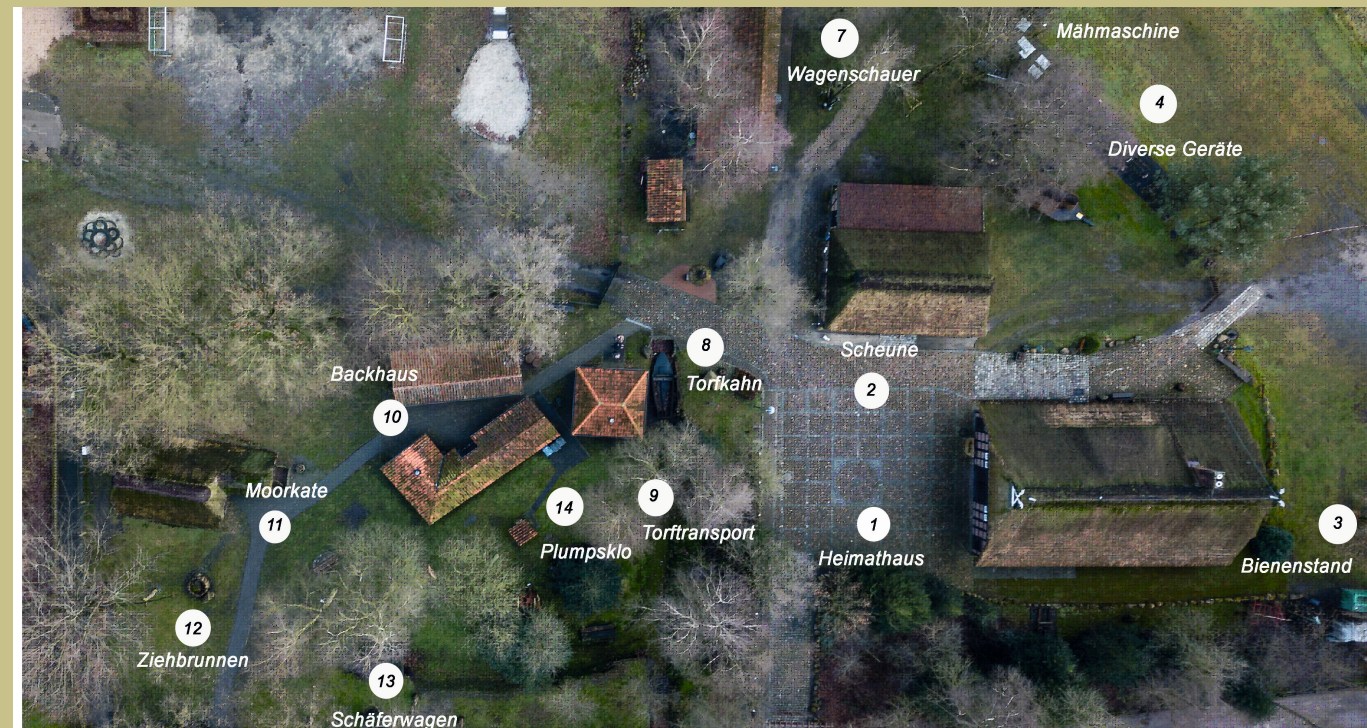 Mähmaschine
7
Wagenschauer
4
Diverse Geräte
8
Torfkahn
Scheune
2
Backhaus
10
Moorkate
11
14
Plumpsklo
9
Torftransport
1
Heimathaus
3
Bienenstand
12
Ziehbrunnen
13
Schäferwagen